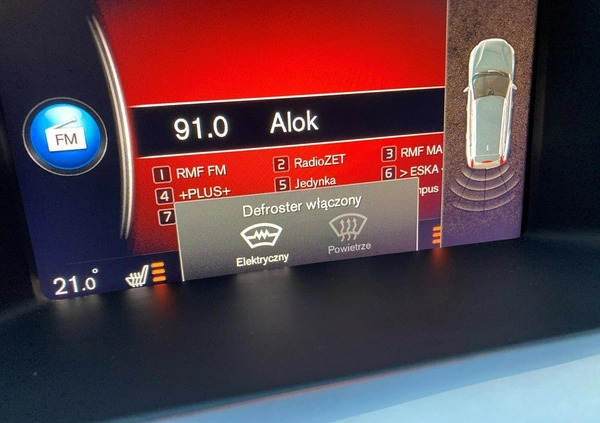 FM
91.0 Alok
1 RMF FM
2 RadioZET
3 RMF MA
4 +PLUS+
5 Jedynka
6 > ESKA
7
Defroster włączony
Elektryczny
Powietrze
21.0°